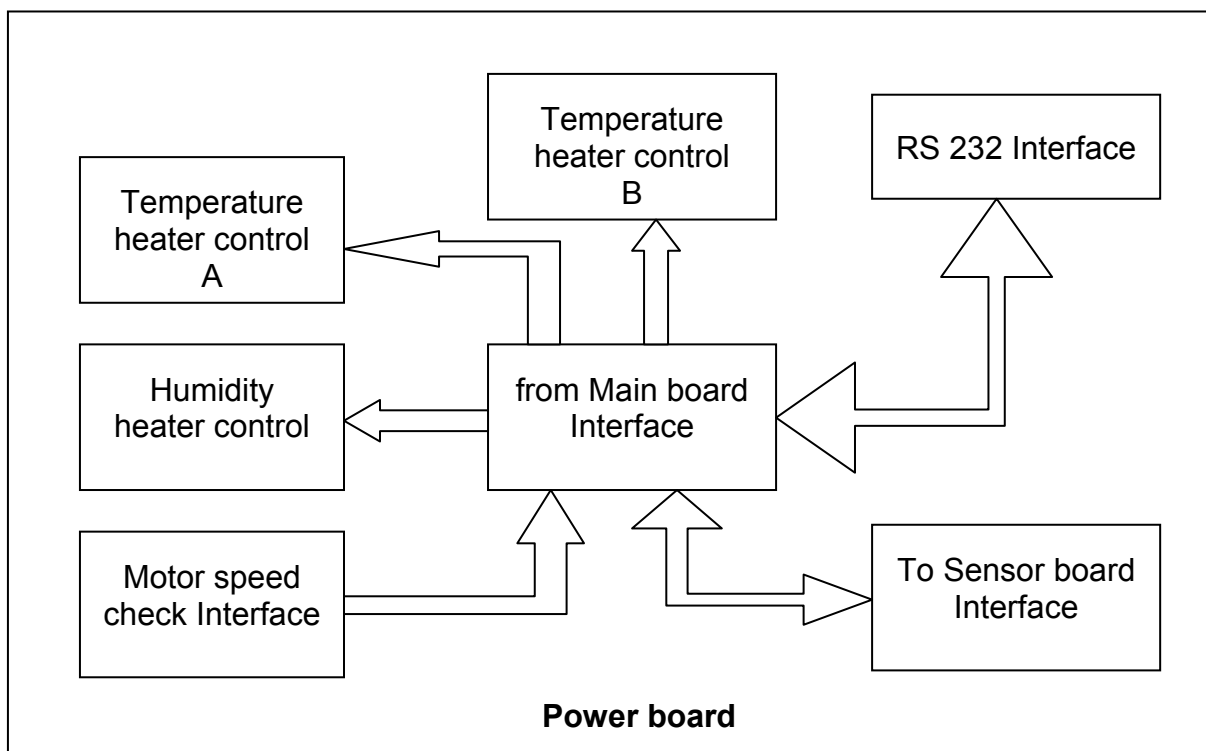 Temperature
heater control
B
RS 232 Interface
Temperature
heater control
A
Humidity
heater control
from Main board
Interface
Motor speed
check Interface
To Sensor board
Interface
Power board